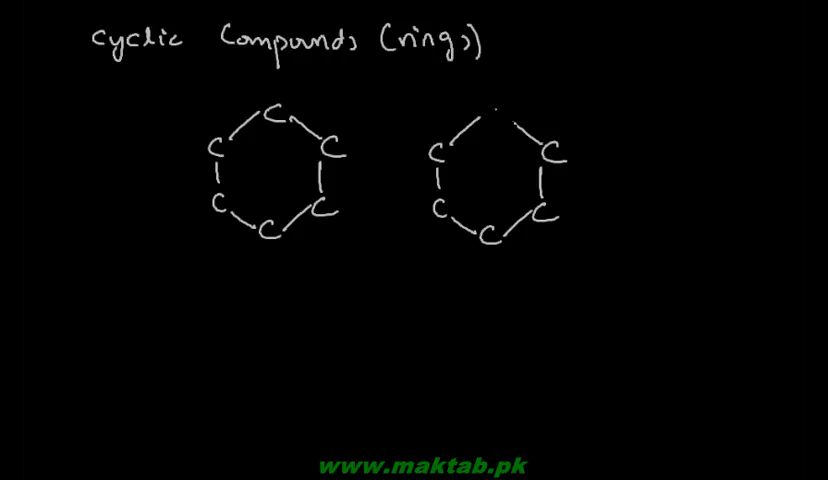 cyclic Compounds (rings)
C C
C C C C
C C C C
C C
www.maktab.pk